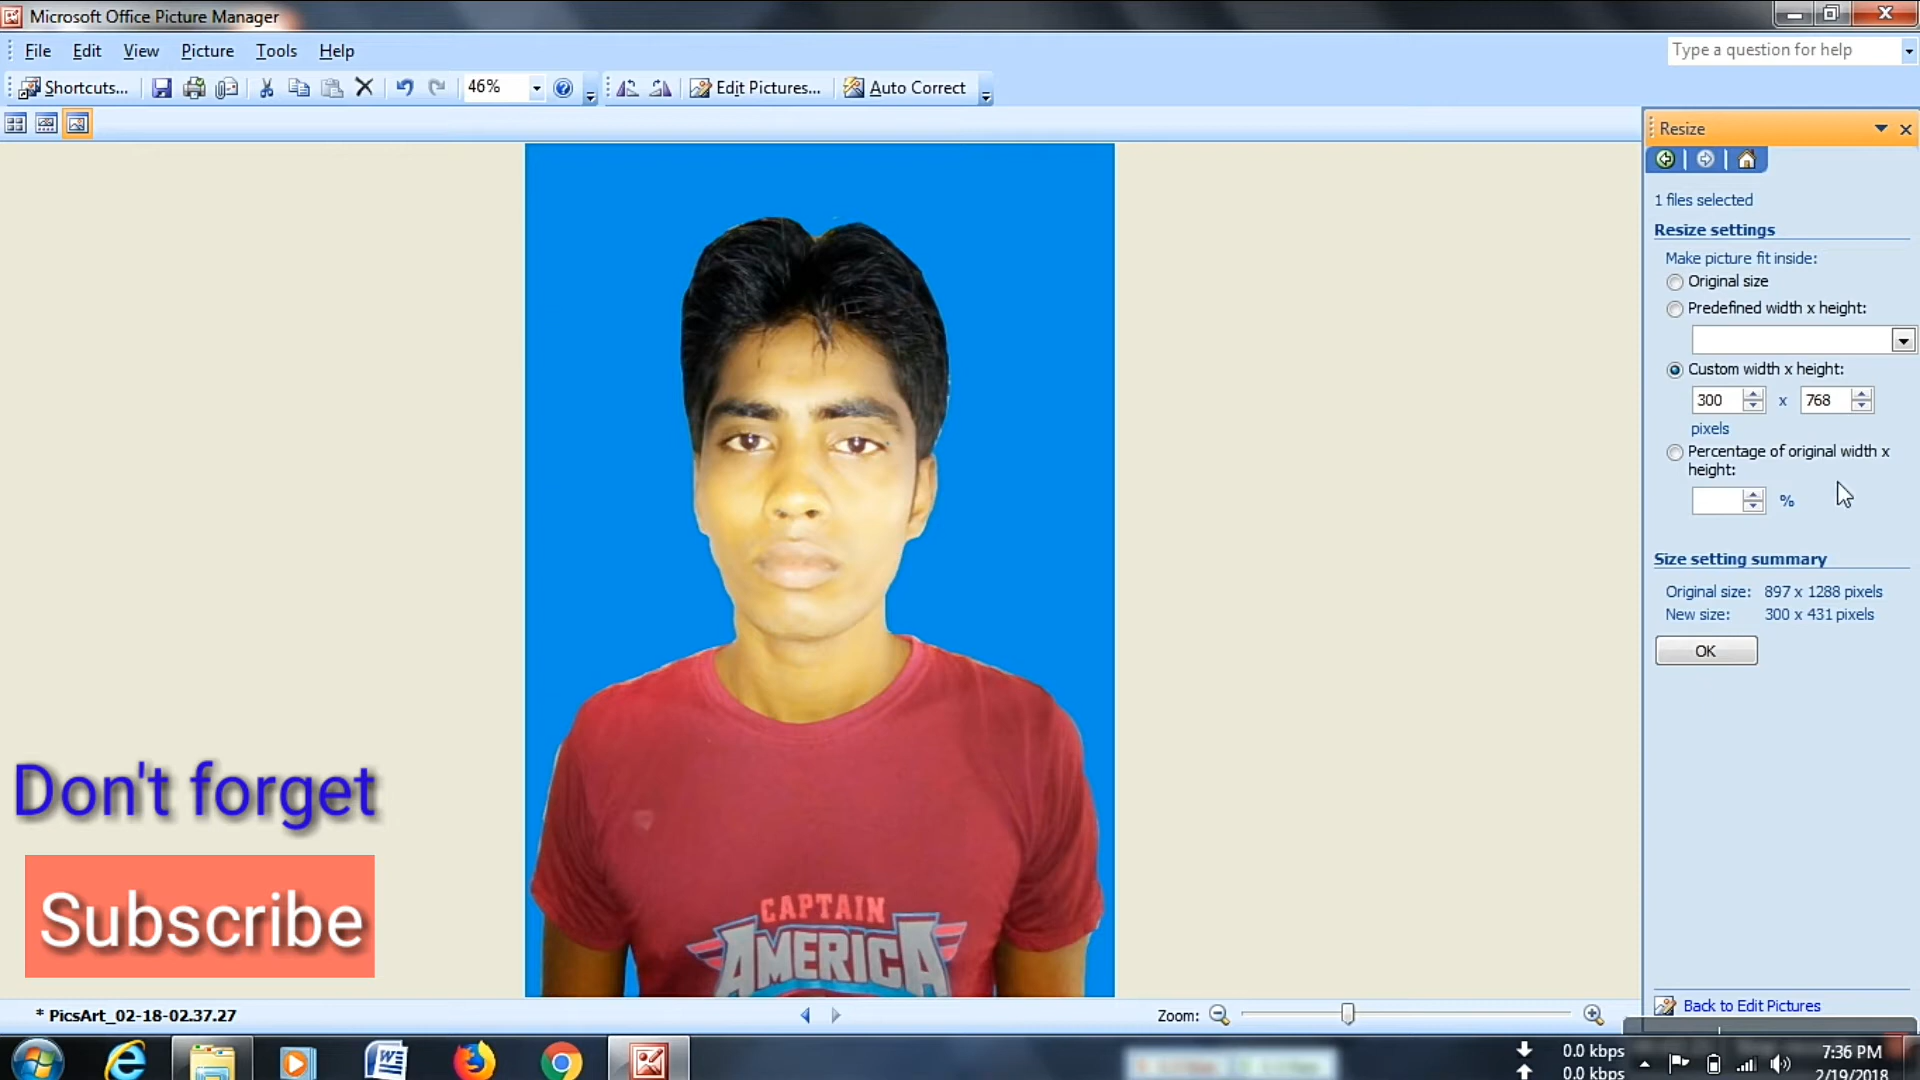 Microsoft Office Picture Manager
File Edit View Picture Tools Help
Type a question for help
Shortcuts... 46% Edit Pictures... Auto Correct
Resize
1 files selected
Resize settings
Make picture fit inside:
Original size
Predefined width x height:
Custom width x height:
300 x 768
pixels
Percentage of original width x
height:
%
Size setting summary
Original size: 897 x 1288 pixels
New size: 300 x 431 pixels
OK
Don't forget
Subscribe
CAPTAIN
AMERICA
Back to Edit Pictures
* PicsArt_02-18-02.37.27
Zoom:
0.0 kbps
0.0 kbps
7:36 PM
2/19/2018